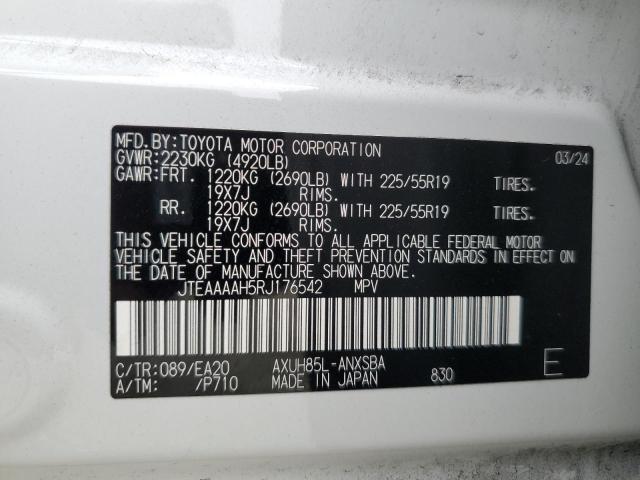 MFD.BY:TOYOTA MOTOR CORPORATION 03/24
GVWR:2230KG (4920LB)
GAWR:FRT. 1220KG (2690LB) WITH 225/55R19 TIRES.
19X7J RIMS.
RR. 1220KG (2690LB) WITH 225/55R19 TIRES.
19X7J RIMS.
THIS VEHICLE CONFORMS TO ALL APPLICABLE FEDERAL MOTOR
VEHICLE SAFETY AND THEFT PREVENTION STANDARDS IN EFFECT ON
THE DATE OF MANUFACTURE SHOWN ABOVE.
JTEAAAAH5RJ176542 MPV
C/TR:089/EA20 AXUH85L-ANXSBA
A/TM: /P710 MADE IN JAPAN 830 E